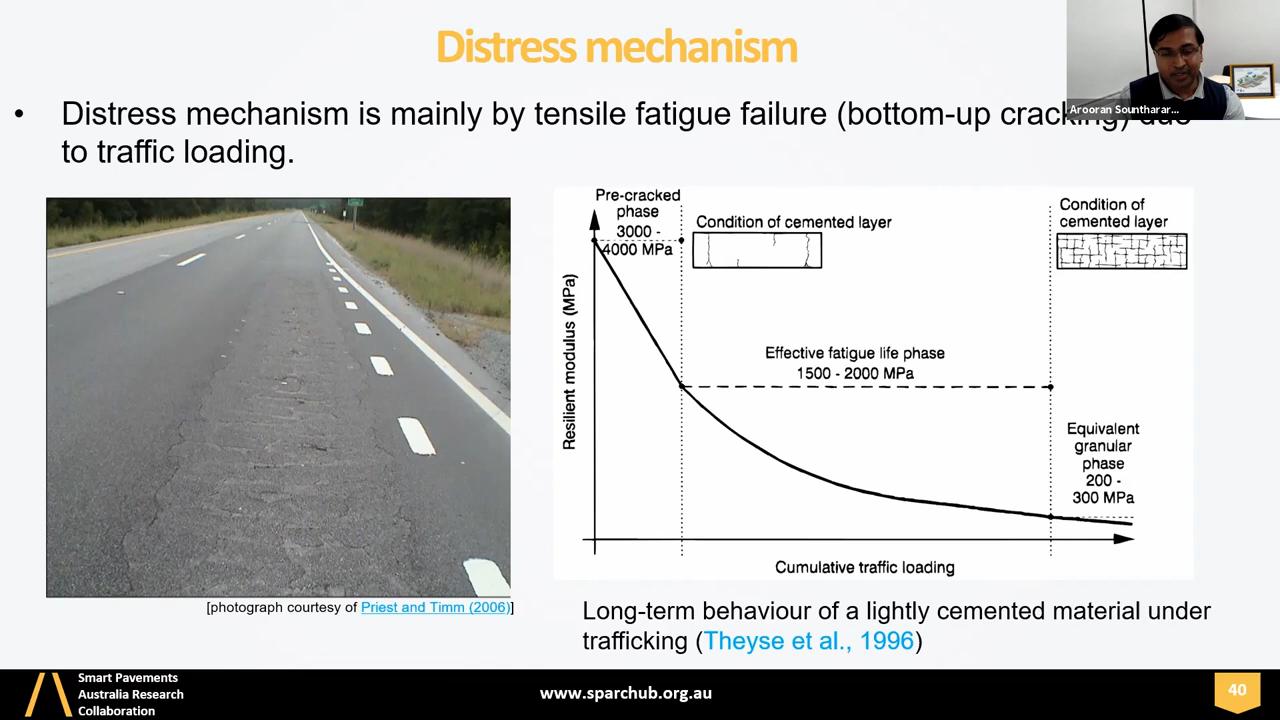 Distress mechanism
Arooran Sountharar...
• Distress mechanism is mainly by tensile fatigue failure (bottom-up cracking) due
to traffic loading.
[photograph courtesy of Priest and Timm (2006)]
Pre-cracked
phase
3000 -
4000 MPa
Condition of cemented layer
Condition of
cemented layer
Resilient modulus (MPa)
Effective fatigue life phase
1500 - 2000 MPa
Equivalent
granular
phase
200 -
300 MPa
Cumulative traffic loading
Long-term behaviour of a lightly cemented material under
trafficking (Theyse et al., 1996)
Smart Pavements
Australia Research
Collaboration
www.sparchub.org.au
40